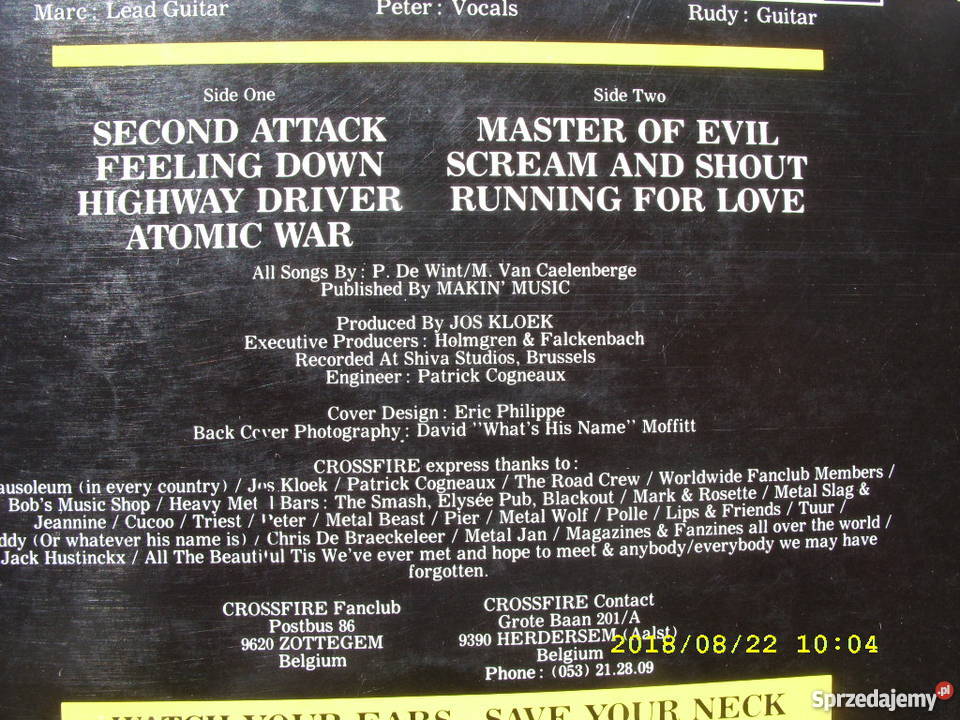 Marc: Lead Guitar
Peter: Vocals
Rudy: Guitar
Side One
SECOND ATTACK
FEELING DOWN
HIGHWAY DRIVER
ATOMIC WAR
Side Two
MASTER OF EVIL
SCREAM AND SHOUT
RUNNING FOR LOVE
All Songs By: P. De Wint/M. Van Caelenberge
Published By MAKIN' MUSIC
Produced By JOS KLOEK
Executive Producers: Holmgren & Falckenbach
Recorded At Shiva Studios, Brussels
Engineer: Patrick Cogneaux
Cover Design: Eric Philippe
Back Cover Photography: David "What's His Name" Moffitt
CROSSFIRE express thanks to:
ausoleum (in every country) / Jos Kloek / Patrick Cogneaux / The Road Crew / Worldwide Fanclub Members /
Bob's Music Shop / Heavy Metal Bars: The Smash, Elysée Pub, Blackout / Mark & Rosette / Metal Slag &
Jeannine / Cucoo / Triest / Peter / Metal Beast / Pier / Metal Wolf / Polle / Lips & Friends / Tuur /
ddy (Or whatever his name is) / Chris De Braeckeleer / Metal Jan / Magazines & Fanzines all over the world /
Jack Hustinckx / All The Beautiful Tis We've ever met and hope to meet & anybody/everybody we may have
forgotten.
CROSSFIRE Fanclub
Postbus 86
9620 ZOTTEGEM
Belgium
CROSSFIRE Contact
Grote Baan 201/A
9390 HERDERSEM (Aalst)
Belgium
Phone: (053) 21.28.09
2018/08/22 10:04
WATCH YOUR EARS SAVE YOUR NECK
Sprzedajemy.pl